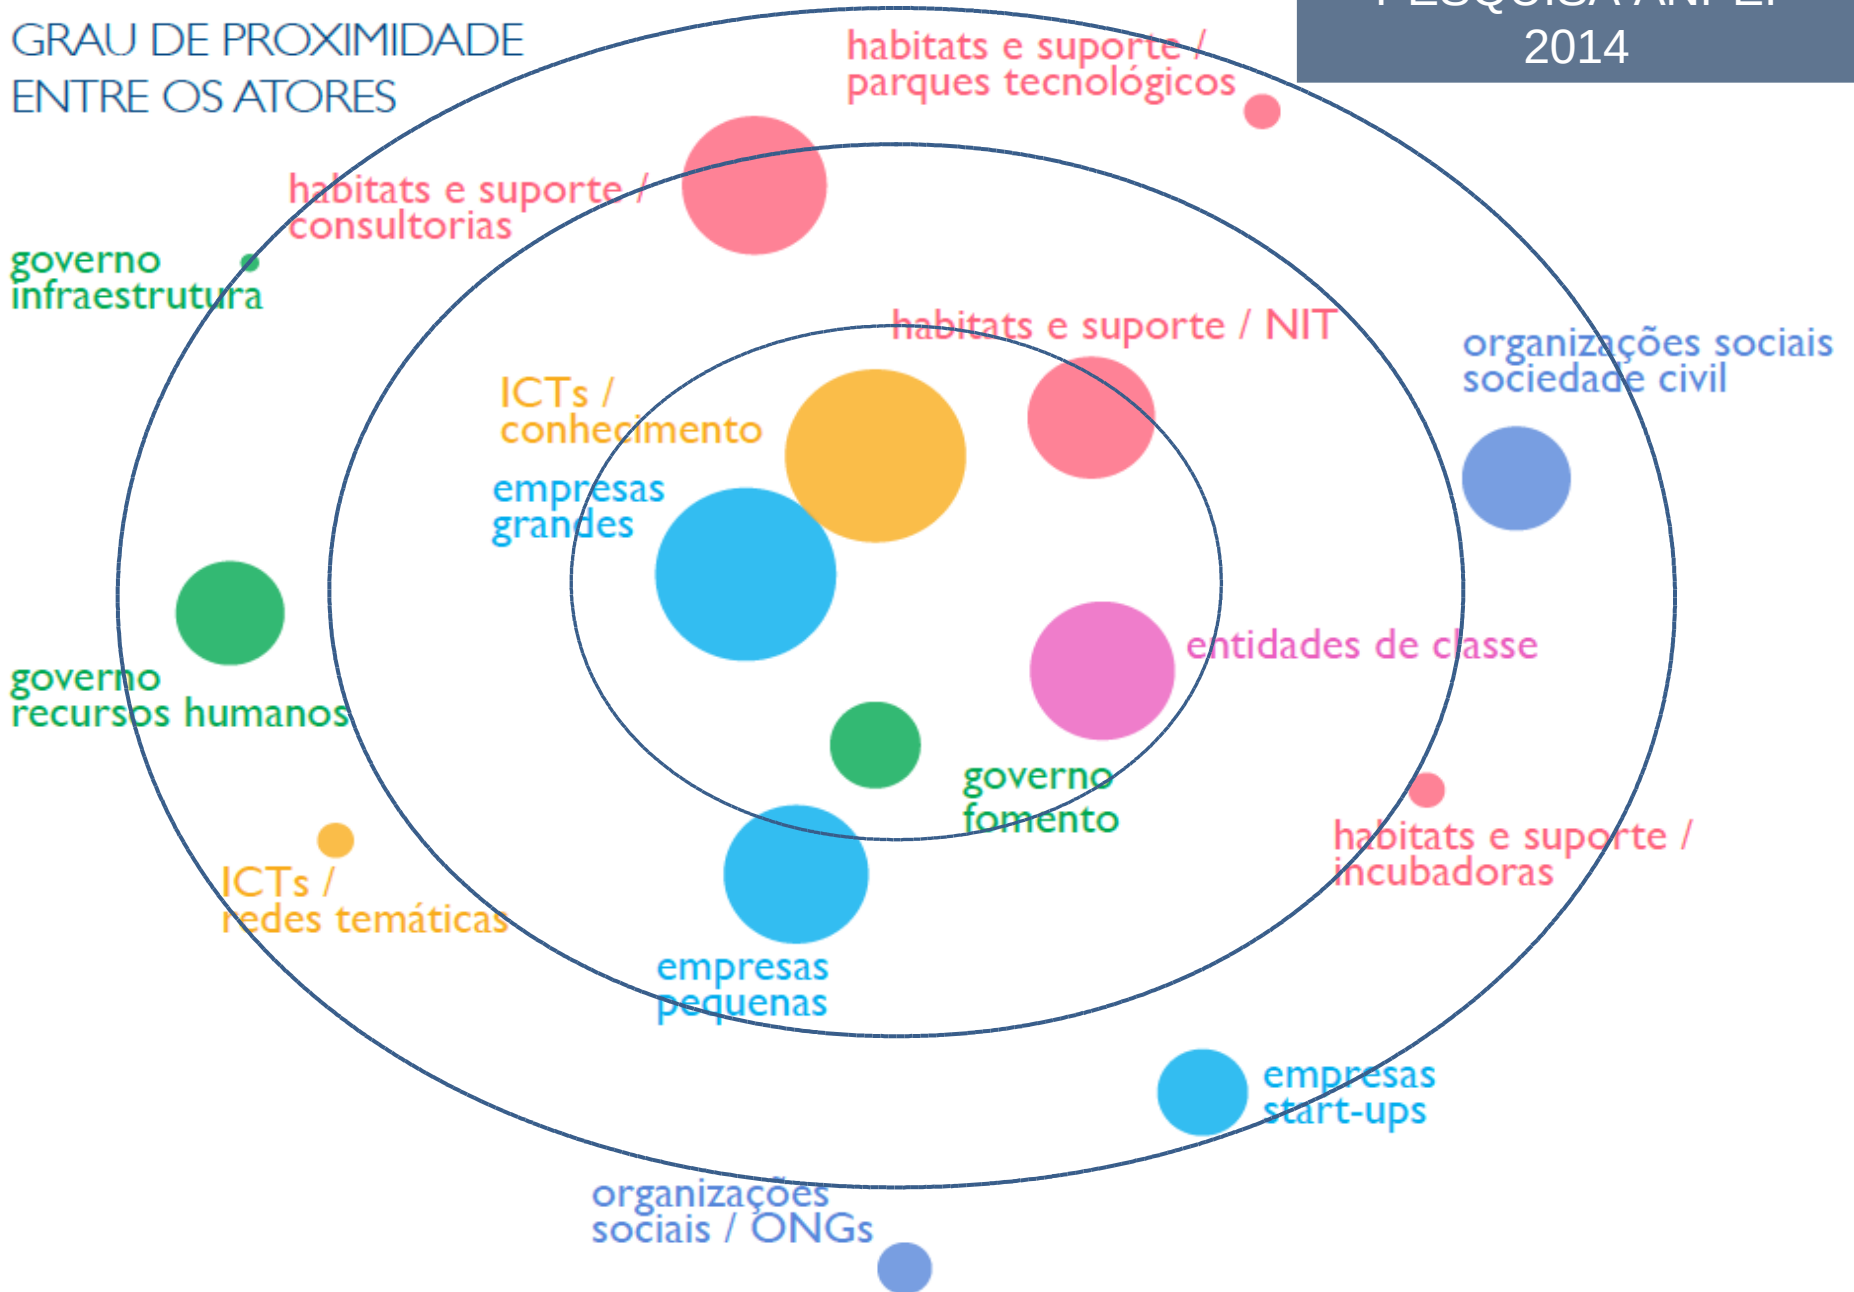 GRAU DE PROXIMIDADE
ENTRE OS ATORES
PESQUISA ANPEI
2014
habitats e suporte /
parques tecnológicos
habitats e suporte /
consultorias
governo
infraestrutura
habitats e suporte / NIT
organizações sociais
sociedade civil
ICTs /
conhecimento
empresas
grandes
entidades de classe
governo
recursos humanos
governo
fomento
habitats e suporte /
incubadoras
ICTs /
redes temáticas
empresas
pequenas
empresas
start-ups
organizações
sociais / ONGs